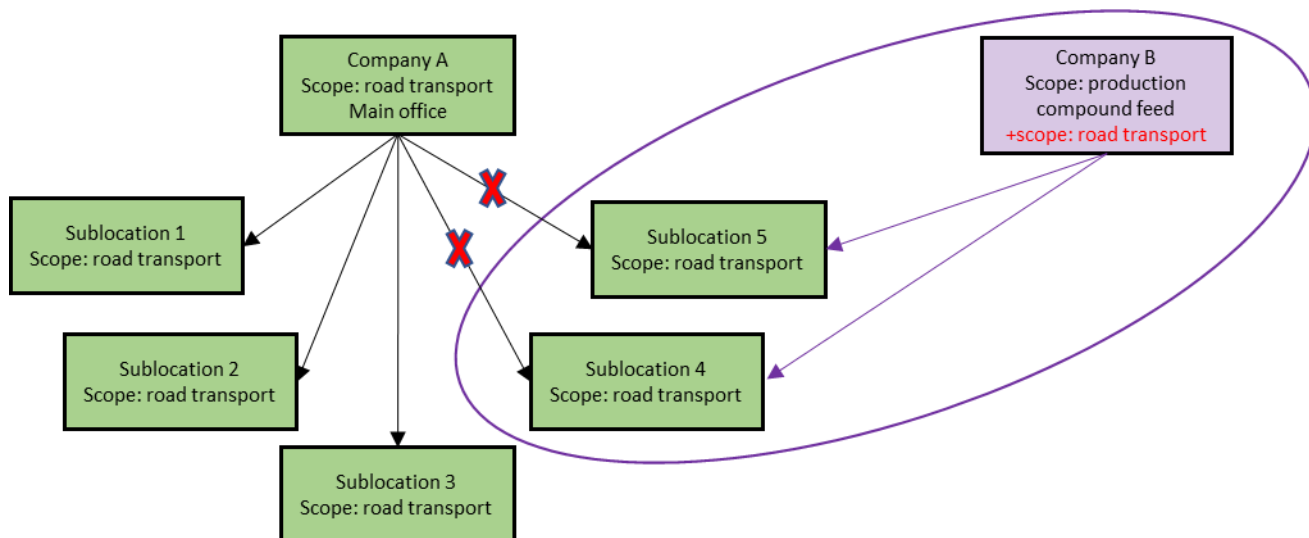 Company A
Scope: road transport
Main office
Company B
Scope: production
compound feed
+scope: road transport
Sublocation 1
Scope: road transport
Sublocation 5
Scope: road transport
Sublocation 2
Scope: road transport
Sublocation 4
Scope: road transport
Sublocation 3
Scope: road transport